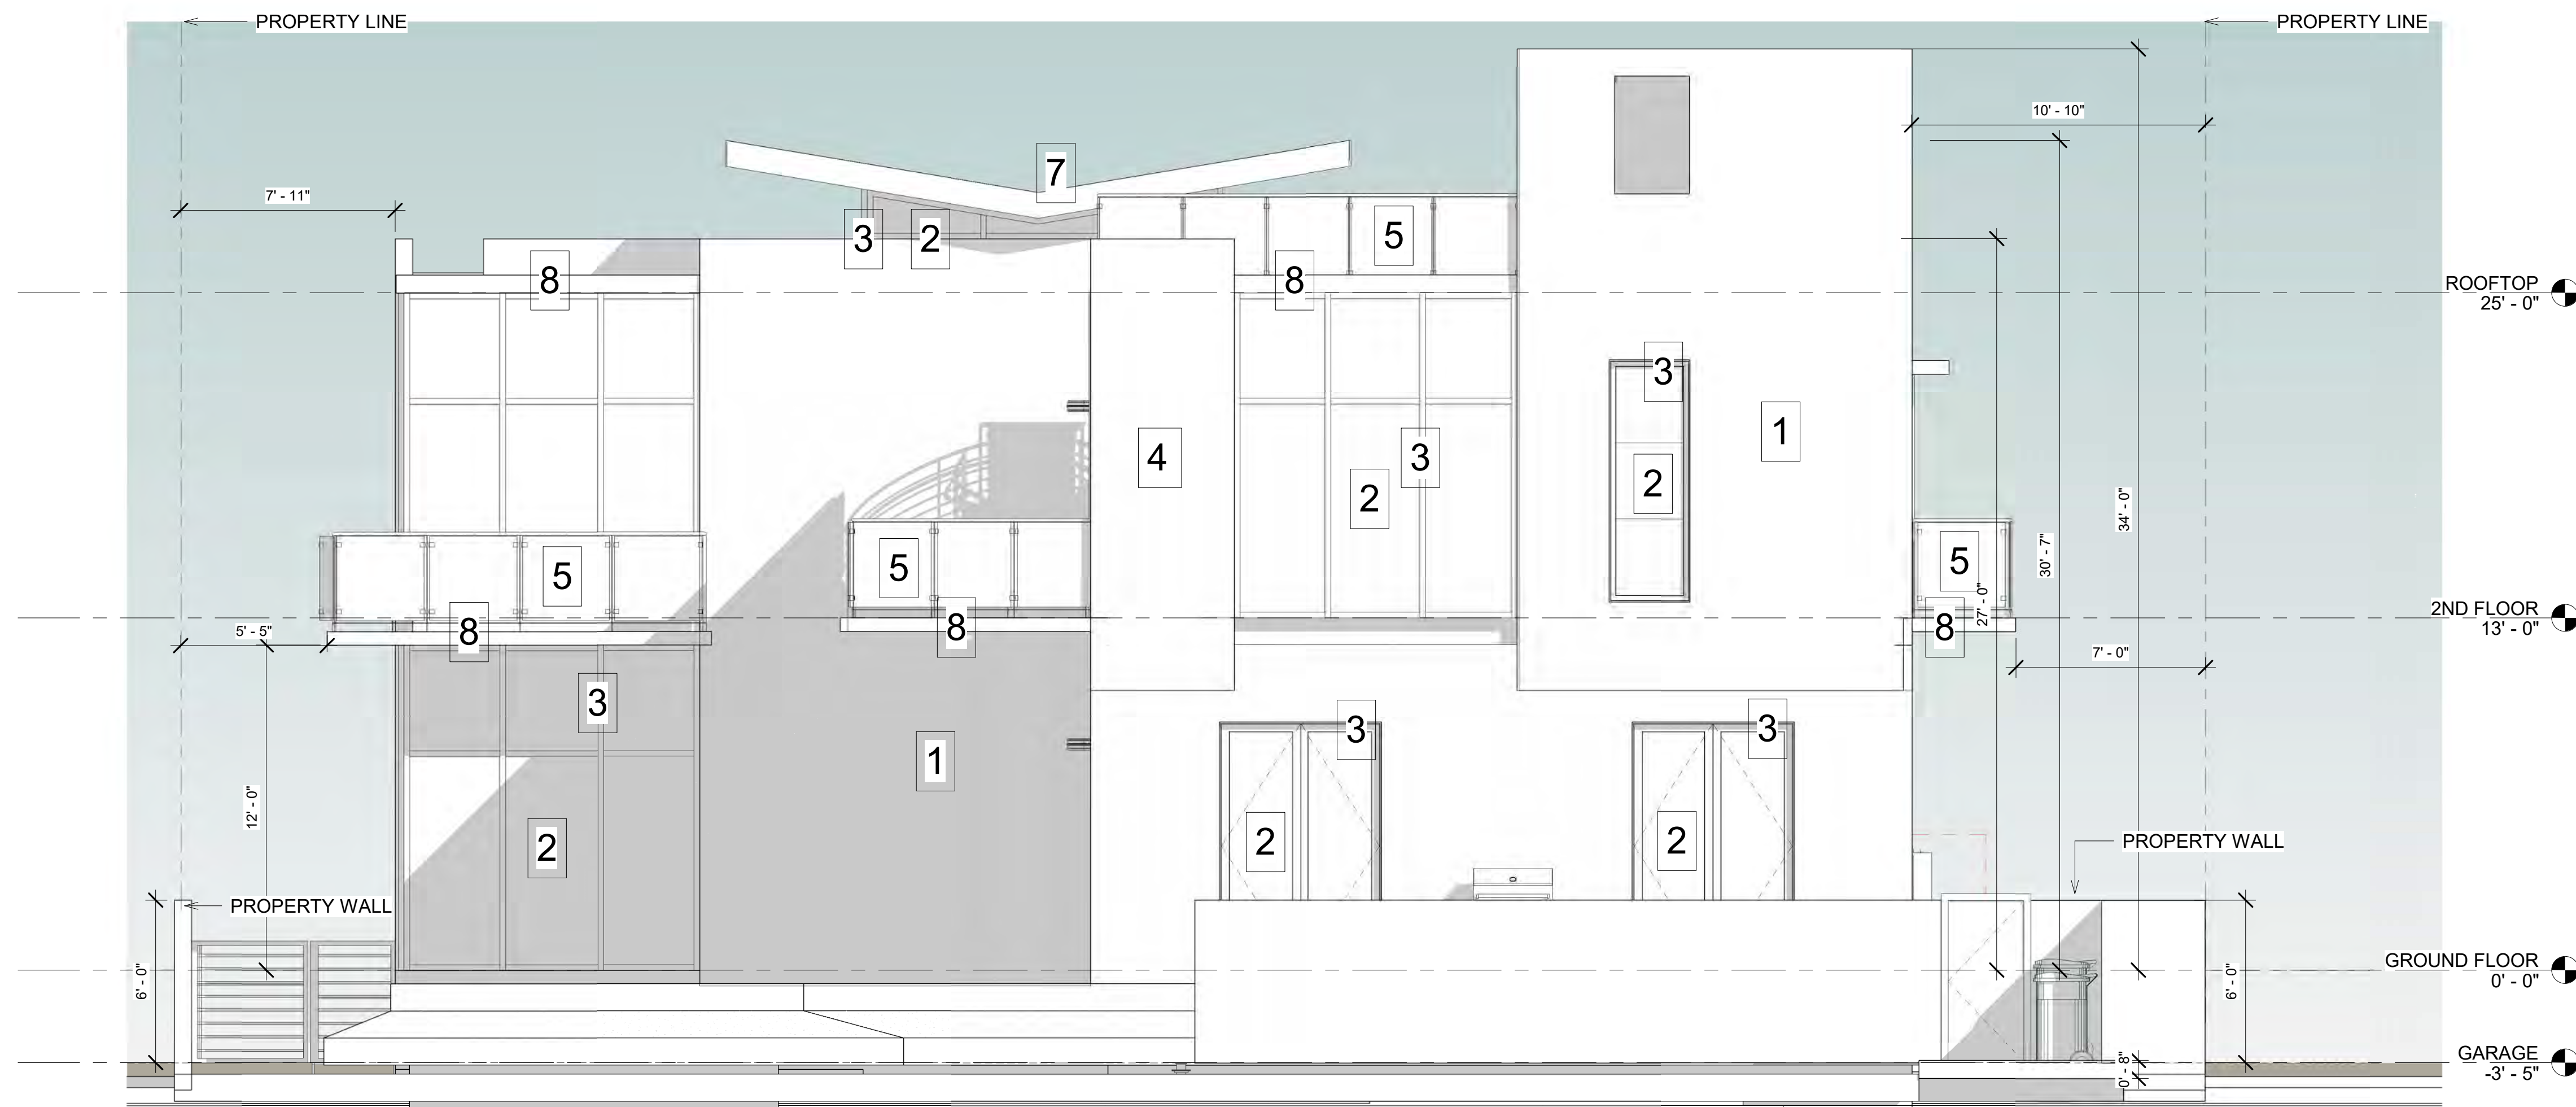 PROPERTY LINE
PROPERTY LINE
10' - 10"
7
7' - 11"
3
2
5
8
8
ROOFTOP
25' - 0"
3
1
4
3
2
2
34' - 0"
30' - 7"
5
5
5
27' - 0"
2ND FLOOR
13' - 0"
5' - 5"
8
8
8
7' - 0"
3
3
3
1
12' - 0"
2
2
2
PROPERTY WALL
PROPERTY WALL
6' - 0"
6' - 0"
GROUND FLOOR
0' - 0"
GARAGE
-3' - 5"
0' - 8"